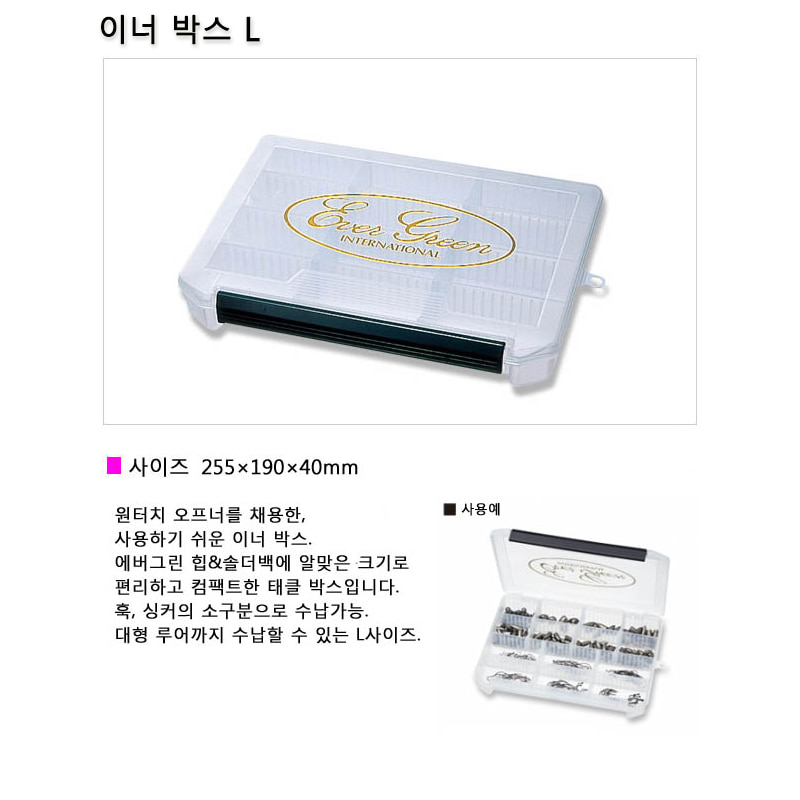 이너 박스 L
Ever Green
INTERNATIONAL
사이즈 255×190×40mm
원터치 오프너를 채용한,
사용하기 쉬운 이너 박스.
에버그린 힙&솔더백에 알맞은 크기로
편리하고 컴팩트한 태클 박스입니다.
훅, 싱커의 소구분으로 수납가능.
대형 루어까지 수납할 수 있는 L사이즈.
사용예